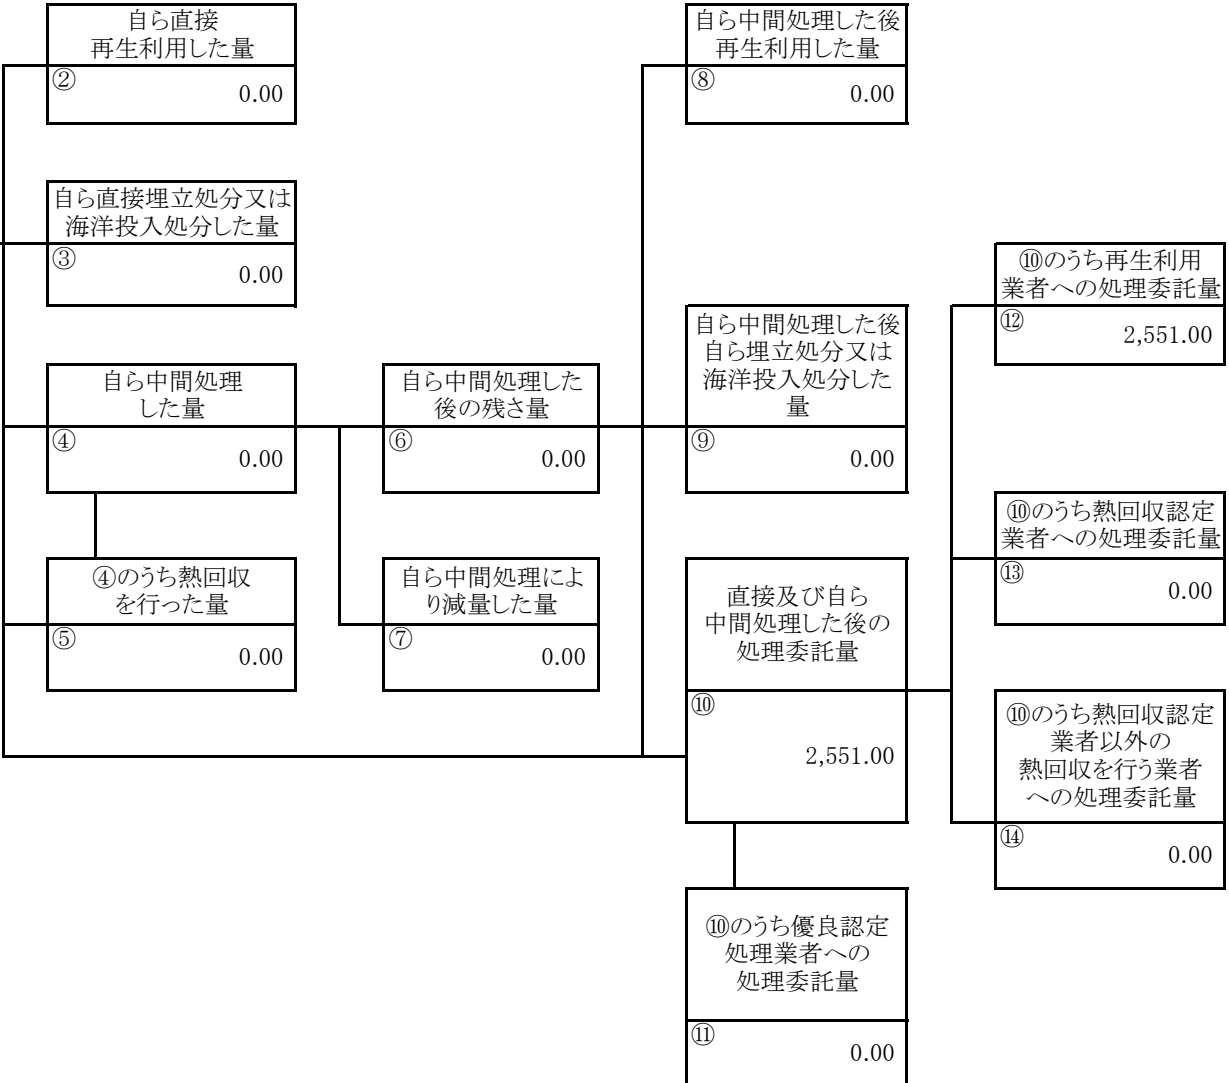 自ら直接
再生利用した量
②
0.00
自ら中間処理した後
再生利用した量
⑧
0.00
自ら直接埋立処分又は
海洋投入処分した量
③
0.00
⑩のうち再生利用
業者への処理委託量
⑫
2,551.00
自ら中間処理した後
自ら埋立処分又は
海洋投入処分した
量
⑨
0.00
自ら中間処理
した量
④
0.00
自ら中間処理した
後の残さ量
⑥
0.00
⑩のうち熱回収認定
業者への処理委託量
⑬
0.00
④のうち熱回収
を行った量
⑤
0.00
自ら中間処理によ
り減量した量
⑦
0.00
直接及び自ら
中間処理した後の
処理委託量
⑩
2,551.00
⑩のうち熱回収認定
業者以外の
熱回収を行う業者
への処理委託量
⑭
0.00
⑩のうち優良認定
処理業者への
処理委託量
⑪
0.00